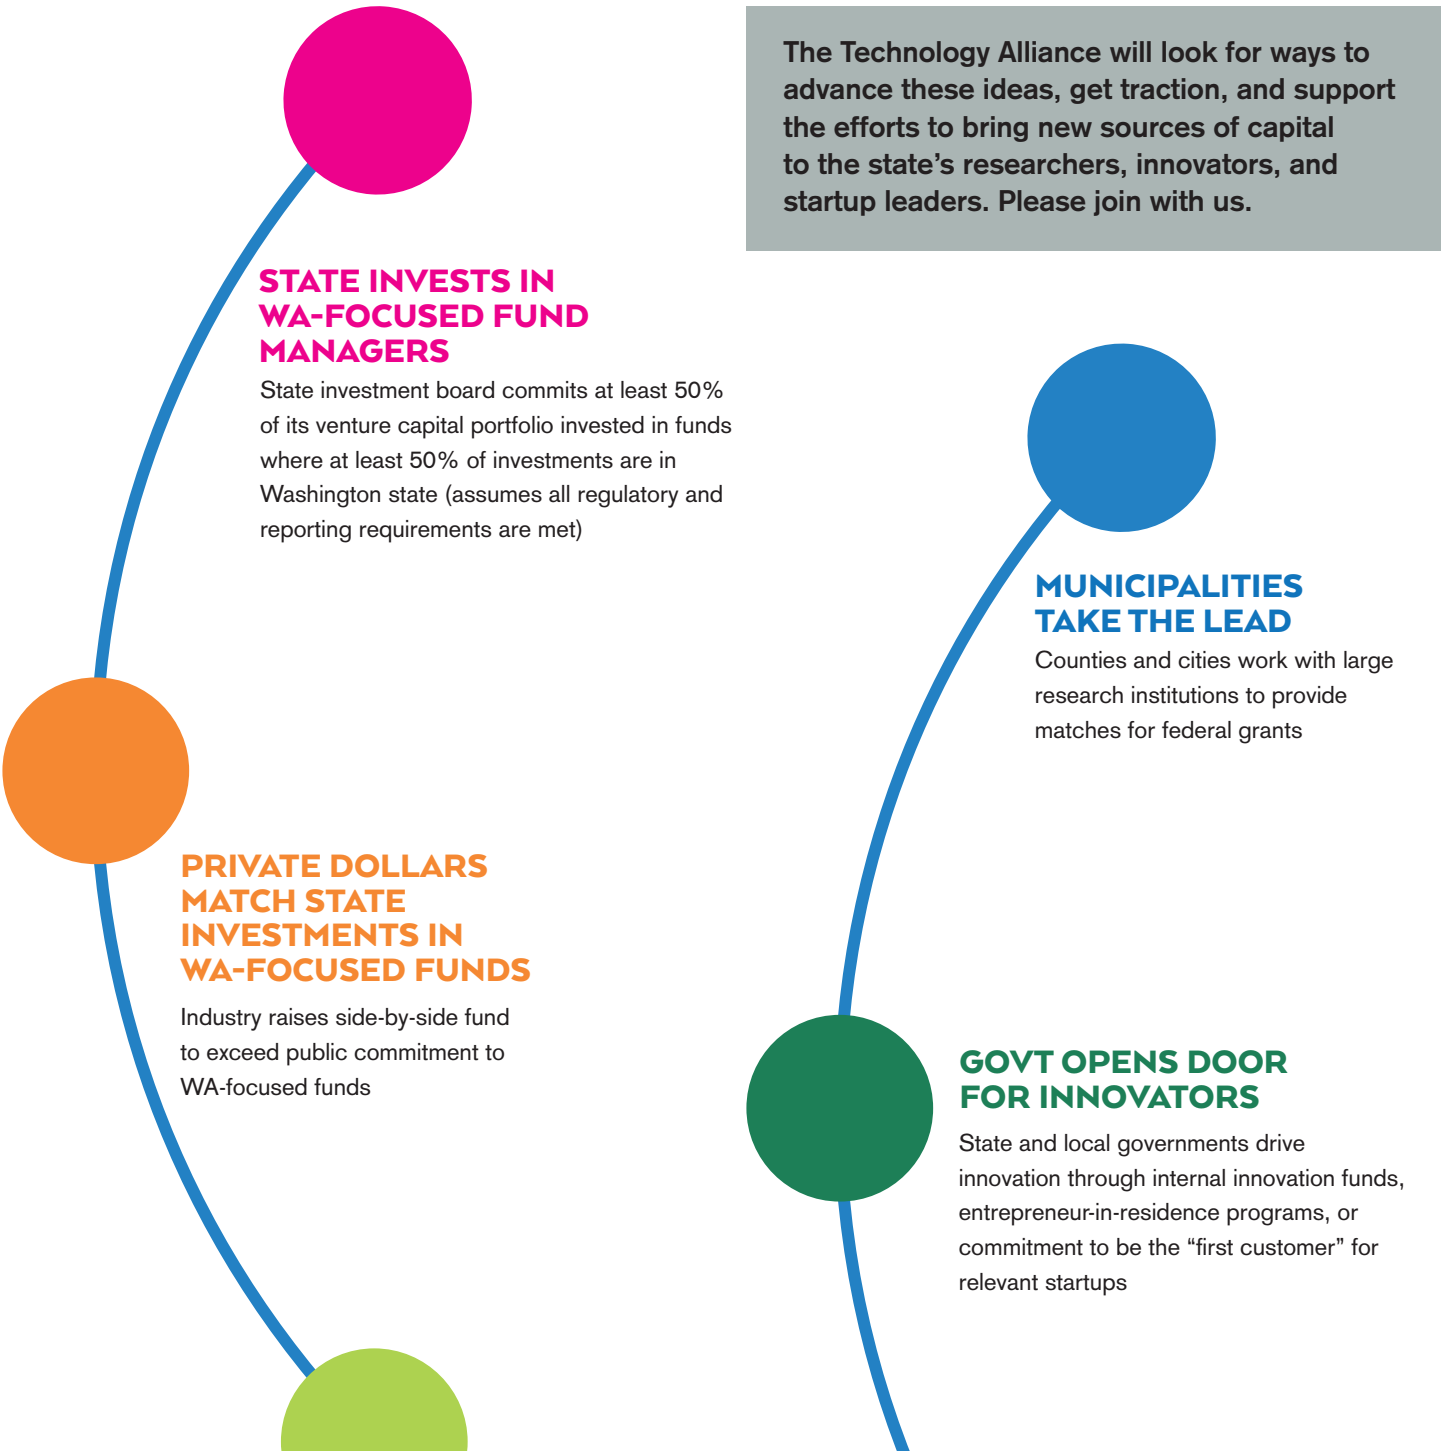 The Technology Alliance will look for ways to
advance these ideas, get traction, and support
the efforts to bring new sources of capital
to the state’s researchers, innovators, and
startup leaders. Please join with us.
STATE INVESTS IN
WA-FOCUSED FUND
MANAGERS
State investment board commits at least 50%
of its venture capital portfolio invested in funds
where at least 50% of investments are in
Washington state (assumes all regulatory and
reporting requirements are met)
PRIVATE DOLLARS
MATCH STATE
INVESTMENTS IN
WA-FOCUSED FUNDS
Industry raises side-by-side fund
to exceed public commitment to
WA-focused funds
MUNICIPALITIES
TAKE THE LEAD
Counties and cities work with large
research institutions to provide
matches for federal grants
GOVT OPENS DOOR
FOR INNOVATORS
State and local governments drive
innovation through internal innovation funds,
entrepreneur-in-residence programs, or
commitment to be the “first customer” for
relevant startups